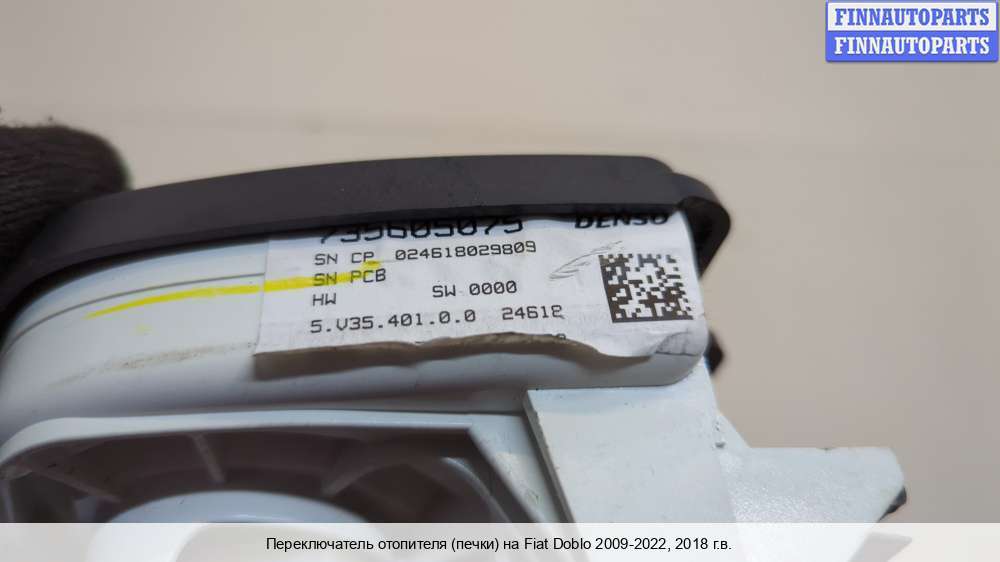 FINNAUTOPARTS
FINNAUTOPARTS
735605075 DENSO
SN CP 024618029809
SN PCB
HW SW 0000
5.V35.401.0.0 24618
Переключатель отопителя (печки) на Fiat Doblo 2009-2022, 2018 г.в.